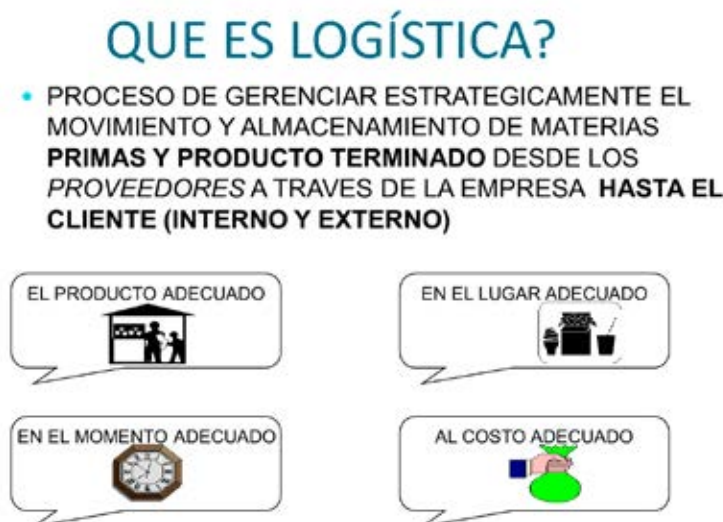 QUE ES LOGÍSTICA?
• PROCESO DE GERENCIAR ESTRATEGICAMENTE EL
MOVIMIENTO Y ALMACENAMIENTO DE MATERIAS
PRIMAS Y PRODUCTO TERMINADO DESDE LOS
PROVEEDORES A TRAVES DE LA EMPRESA HASTA EL
CLIENTE (INTERNO Y EXTERNO)
EL PRODUCTO ADECUADO
EN EL LUGAR ADECUADO
EN EL MOMENTO ADECUADO
AL COSTO ADECUADO